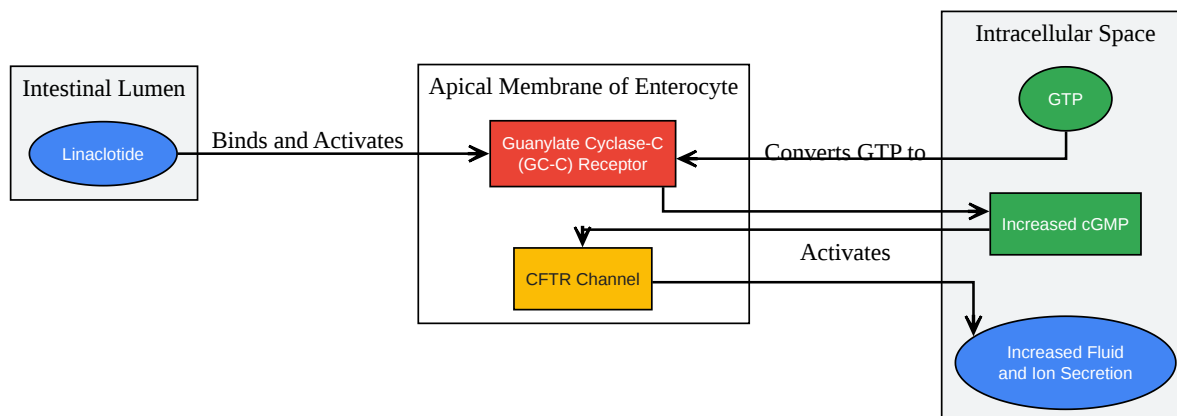 Intestinal Lumen
Linaclotide
Binds and Activates
Apical Membrane of Enterocyte
Guanylate Cyclase-C
(GC-C) Receptor
CFTR Channel
Converts GTP to
Activates
Intracellular Space
GTP
Increased cGMP
Increased Fluid
and Ion Secretion